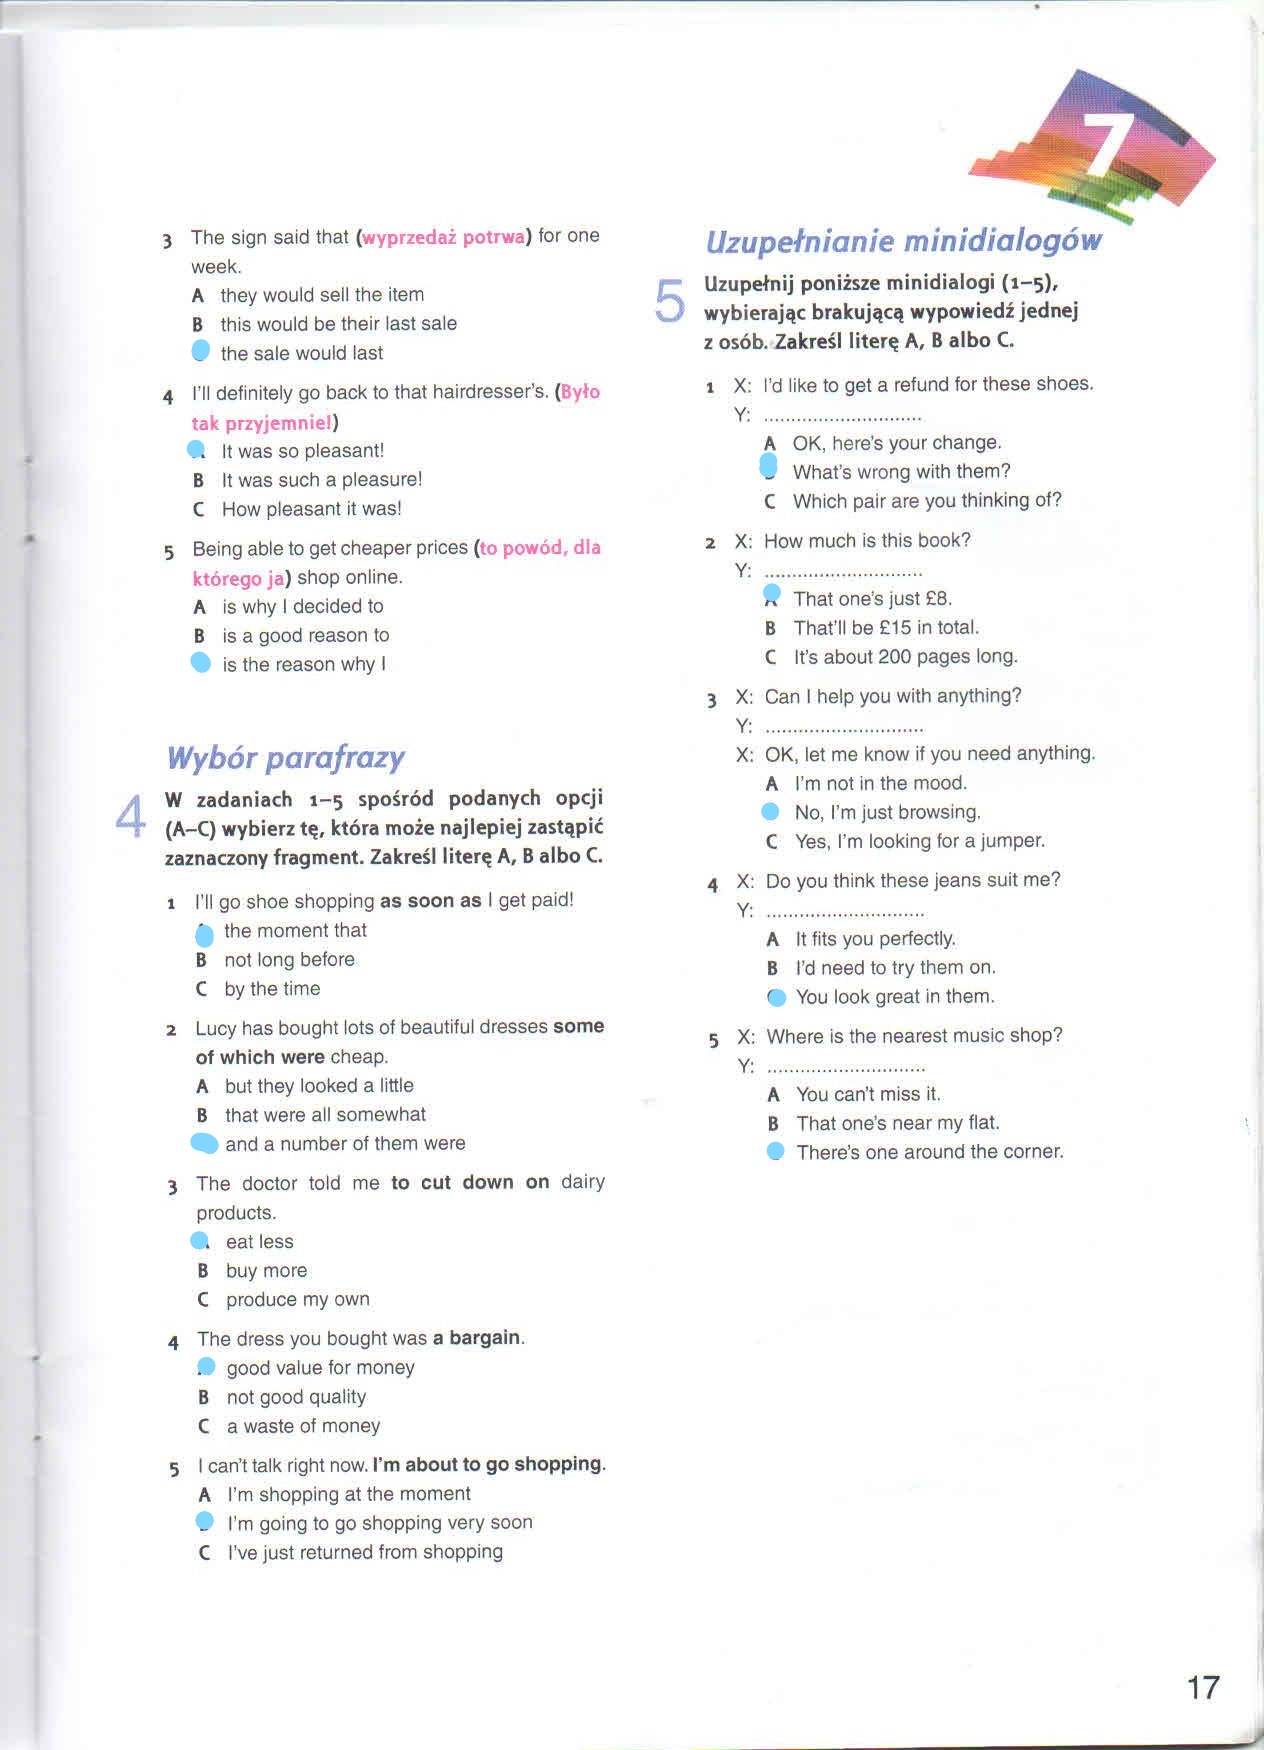 7
3 The sign said that (wyprzedaż potrwa) for one
week.
A they would sell the item
B this would be their last sale
the sale would last
4 I'll definitely go back to that hairdresser's. (Było
tak przyjemnie!)
It was so pleasant!
B It was such a pleasure!
C How pleasant it was!
5 Being able to get cheaper prices (to powód, dla
którego ja) shop online.
A is why I decided to
B is a good reason to
is the reason why I
Wybór parafrazy
4 W zadaniach 1–5 spośród podanych opcji
(A–C) wybierz tę, która może najlepiej zastąpić
zaznaczony fragment. Zakreśl literę A, B albo C.
1 I'll go shoe shopping as soon as I get paid!
the moment that
B not long before
C by the time
2 Lucy has bought lots of beautiful dresses some
of which were cheap.
A but they looked a little
B that were all somewhat
and a number of them were
3 The doctor told me to cut down on dairy
products.
eat less
B buy more
C produce my own
4 The dress you bought was a bargain.
good value for money
B not good quality
C a waste of money
5 I can't talk right now. I'm about to go shopping.
A I'm shopping at the moment
I'm going to go shopping very soon
C I've just returned from shopping
Uzupełnianie minidialogów
5 Uzupełnij poniższe minidialogi (1–5),
wybierając brakującą wypowiedź jednej
z osób. Zakreśl literę A, B albo C.
1 X: I'd like to get a refund for these shoes.
Y: .............................
A OK, here's your change.
What's wrong with them?
C Which pair are you thinking of?
2 X: How much is this book?
Y: .............................
A That one's just £8.
B That'll be £15 in total.
C It's about 200 pages long.
3 X: Can I help you with anything?
Y: .............................
X: OK, let me know if you need anything.
A I'm not in the mood.
No, I'm just browsing.
C Yes, I'm looking for a jumper.
4 X: Do you think these jeans suit me?
Y: .............................
A It fits you perfectly.
B I'd need to try them on.
You look great in them.
5 X: Where is the nearest music shop?
Y: .............................
A You can't miss it.
B That one's near my flat.
There's one around the corner.
17